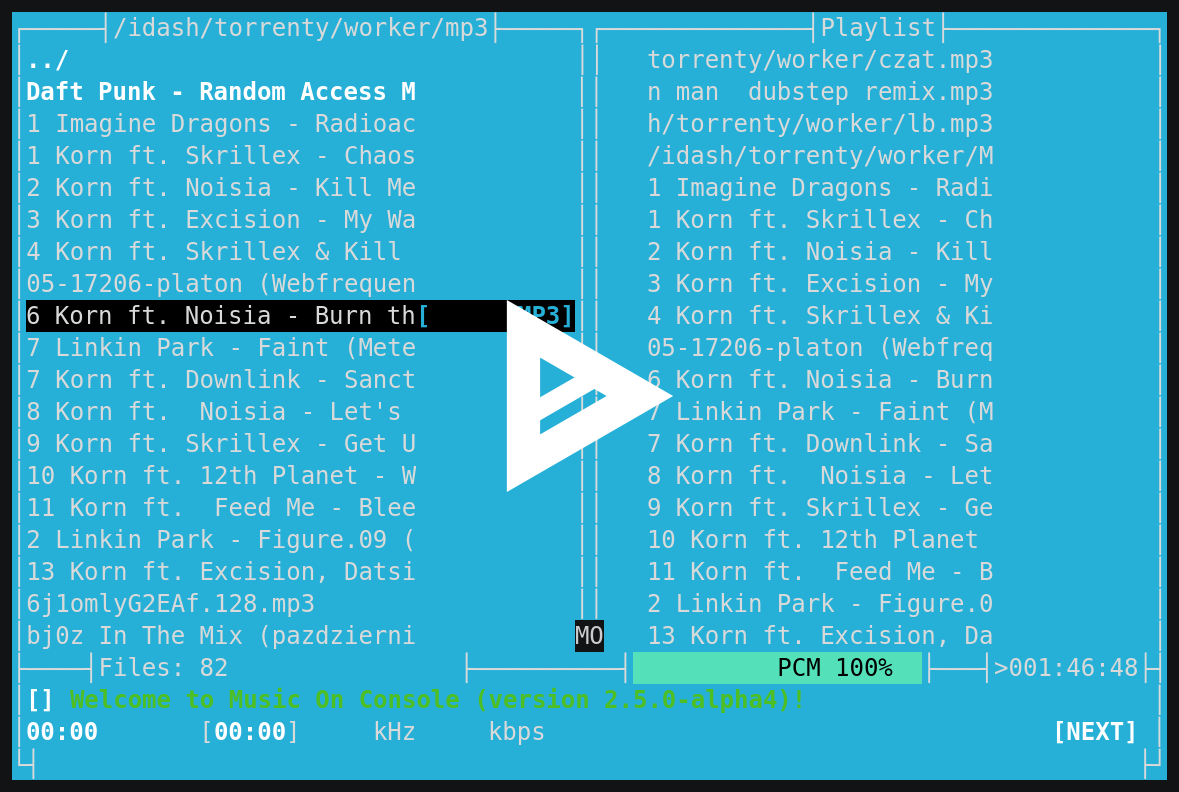 /idash/torrenty/worker/mp3 Playlist
../ torrenty/worker/czat.mp3
Daft Punk - Random Access M n man  dubstep remix.mp3
1 Imagine Dragons - Radioac h/torrenty/worker/lb.mp3
1 Korn ft. Skrillex - Chaos /idash/torrenty/worker/M
2 Korn ft. Noisia - Kill Me 1 Imagine Dragons - Radi
3 Korn ft. Excision - My Wa 1 Korn ft. Skrillex - Ch
4 Korn ft. Skrillex & Kill 2 Korn ft. Noisia - Kill
05-17206-platon (Webfrequen 3 Korn ft. Excision - My
6 Korn ft. Noisia - Burn th[ MP3] 4 Korn ft. Skrillex & Ki
7 Linkin Park - Faint (Mete 05-17206-platon (Webfreq
7 Korn ft. Downlink - Sanct 6 Korn ft. Noisia - Burn
8 Korn ft.  Noisia - Let's 7 Linkin Park - Faint (M
9 Korn ft. Skrillex - Get U 7 Korn ft. Downlink - Sa
10 Korn ft. 12th Planet - W 8 Korn ft.  Noisia - Let
11 Korn ft.  Feed Me - Blee 9 Korn ft. Skrillex - Ge
2 Linkin Park - Figure.09 ( 10 Korn ft. 12th Planet
13 Korn ft. Excision, Datsi 11 Korn ft.  Feed Me - B
6j1omlyG2EAf.128.mp3 2 Linkin Park - Figure.0
bj0z In The Mix (pazdzierni MO 13 Korn ft. Excision, Da
Files: 82 PCM 100% >001:46:48
[] Welcome to Music On Console (version 2.5.0-alpha4)!
00:00 [00:00] kHz kbps [NEXT]